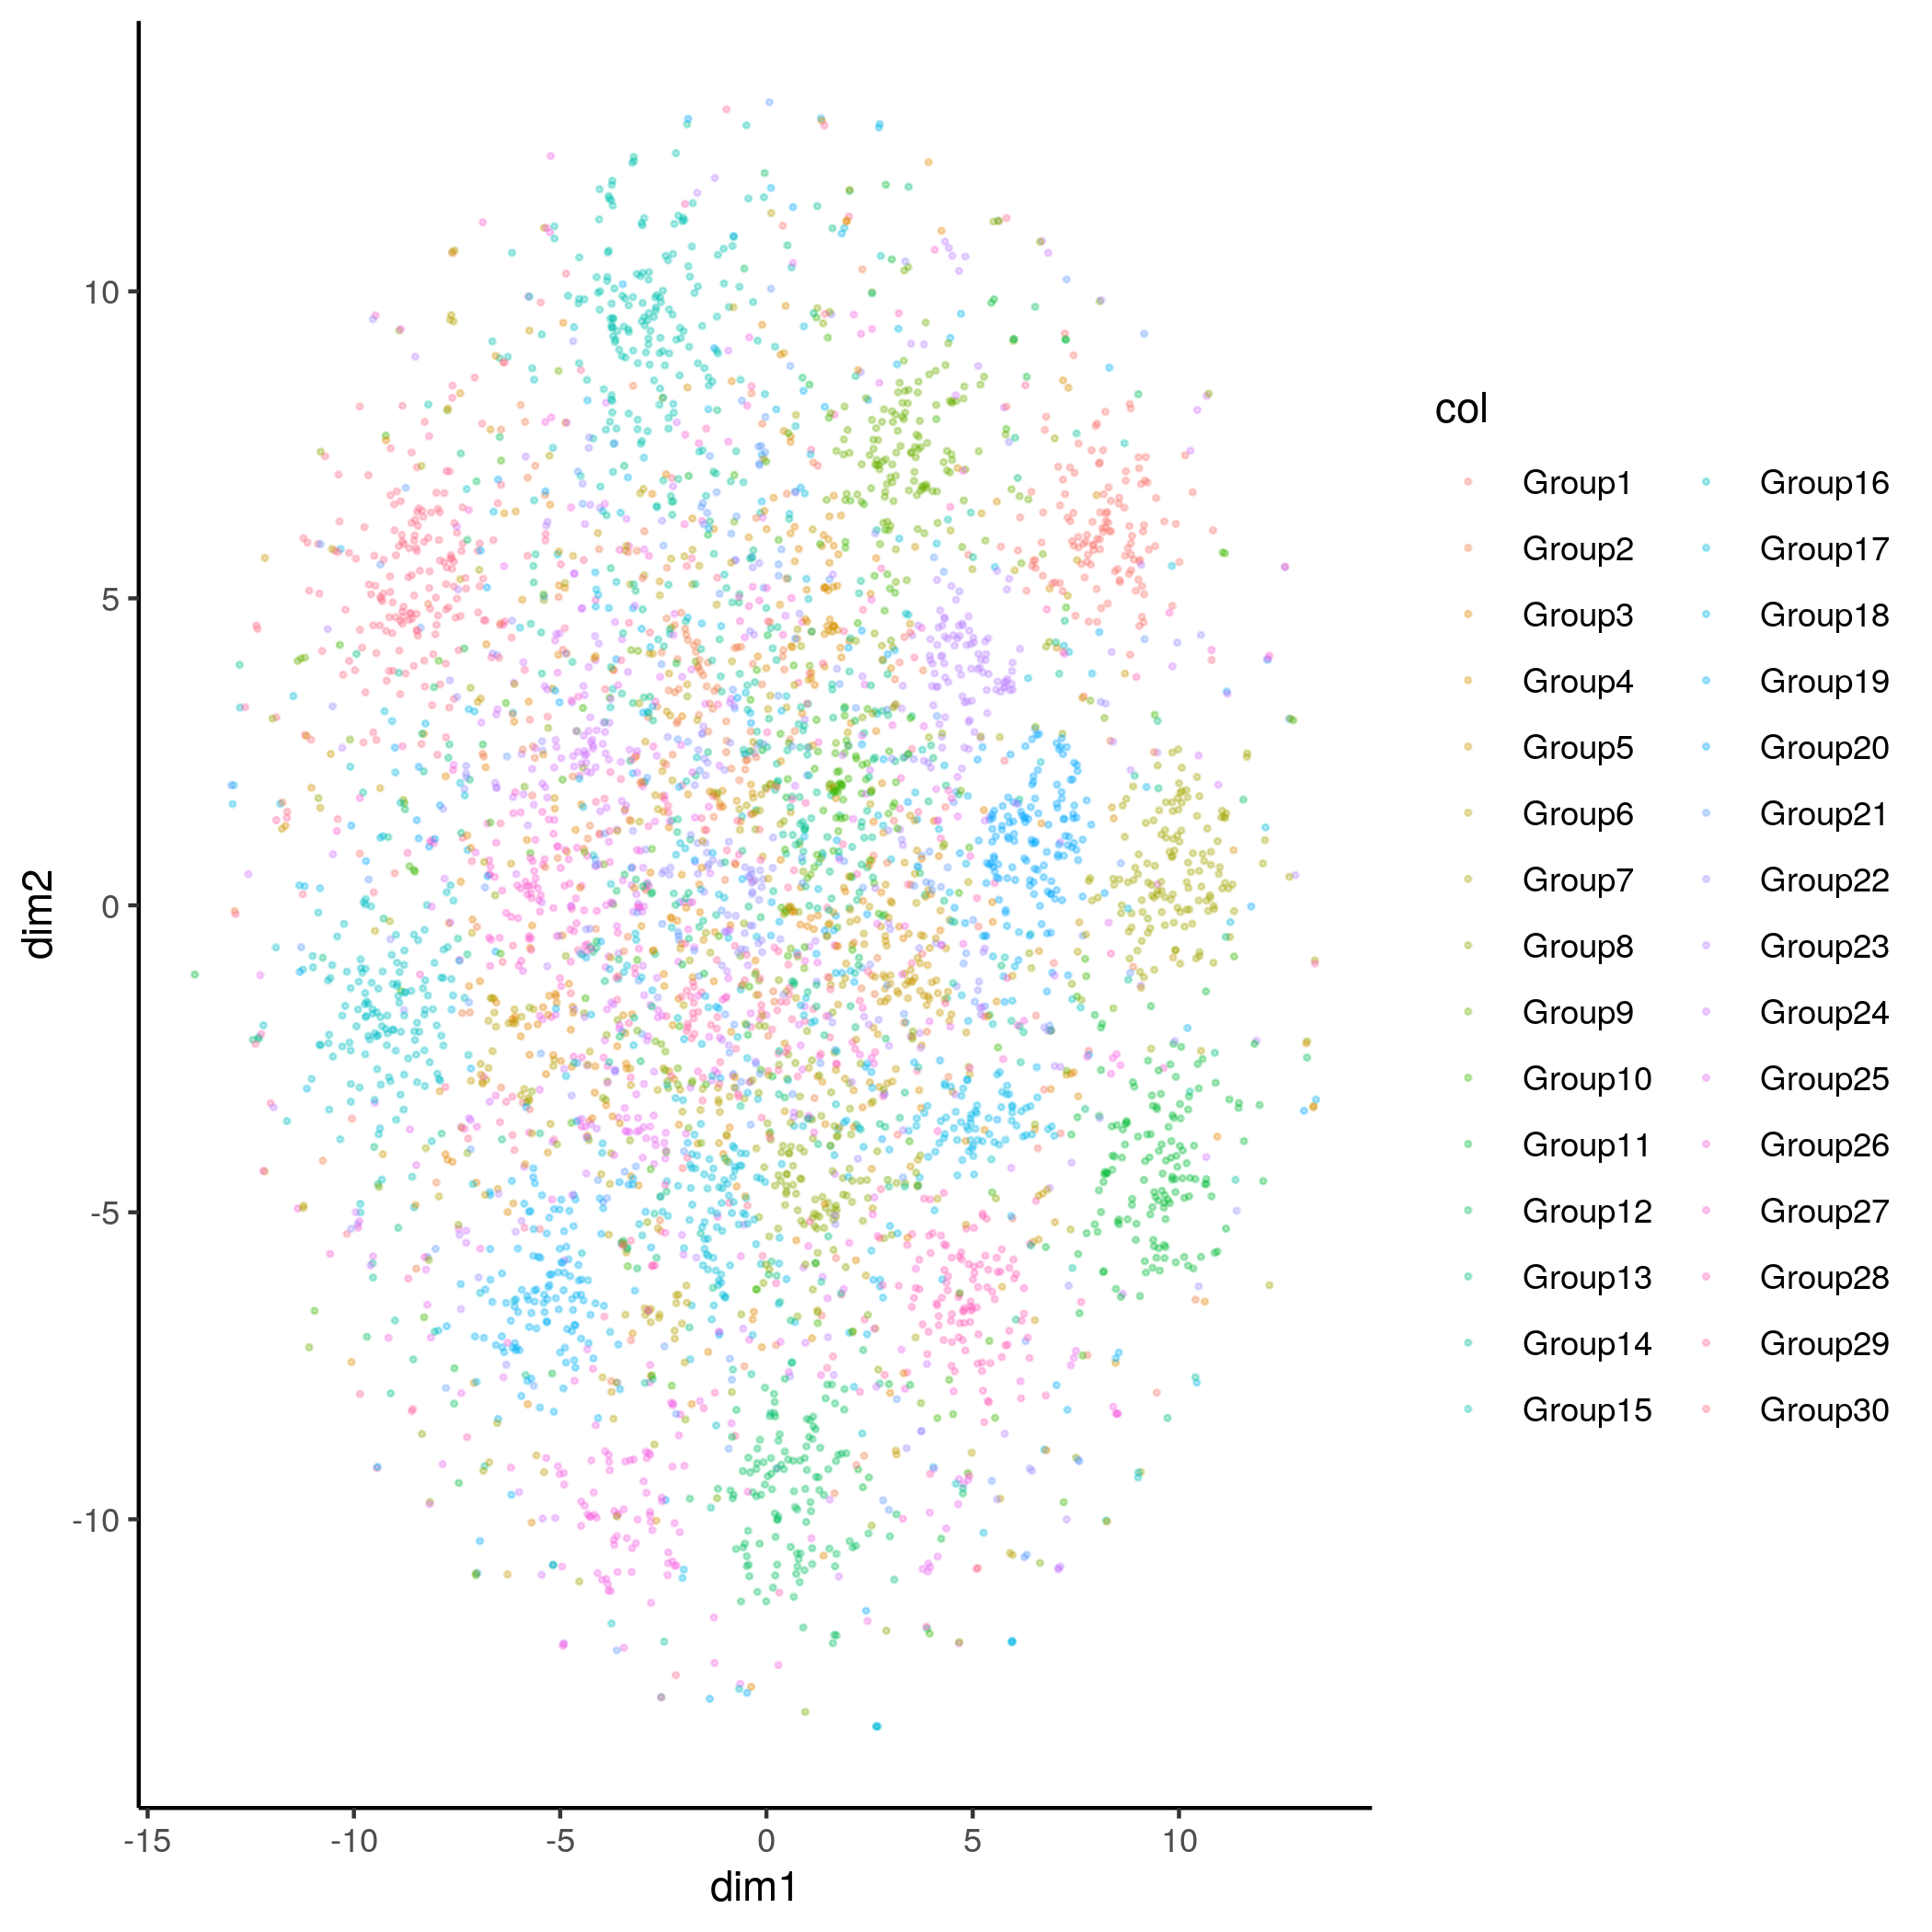 10
5
0
-5
-10
dim2
-15 -10 -5 0 5 10
dim1
col
Group1 Group16
Group2 Group17
Group3 Group18
Group4 Group19
Group5 Group20
Group6 Group21
Group7 Group22
Group8 Group23
Group9 Group24
Group10 Group25
Group11 Group26
Group12 Group27
Group13 Group28
Group14 Group29
Group15 Group30